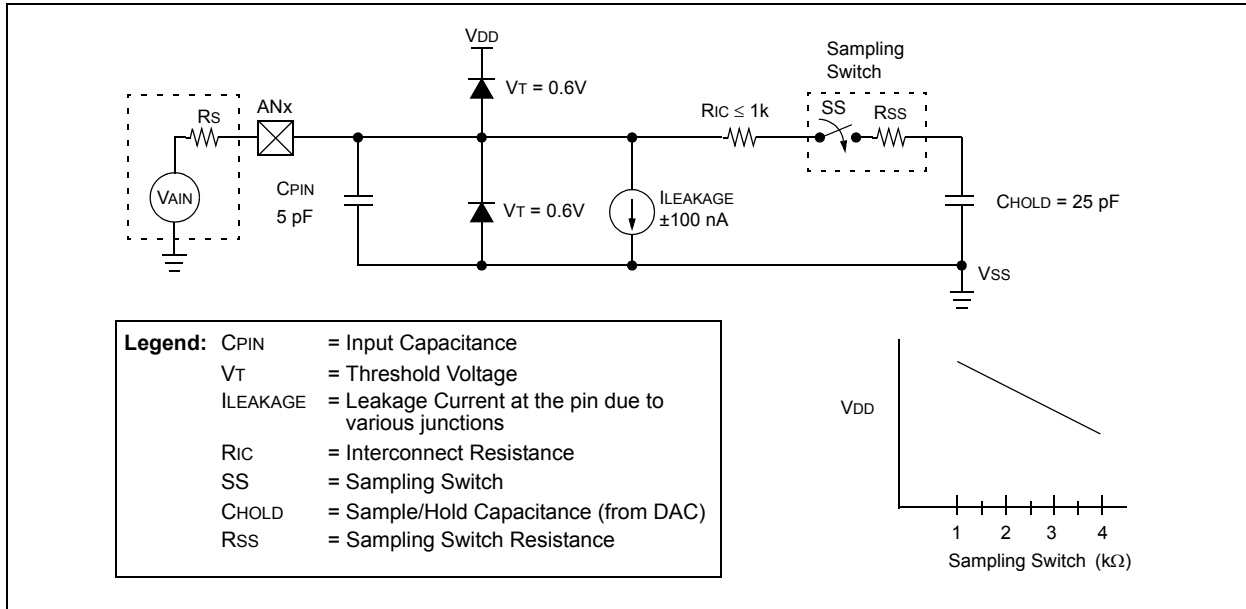 VDD
Sampling
Switch
VT = 0.6V
RS
ANx
RIC ≤ 1k
SS
RSS
VAIN
CPIN
5 pF
VT = 0.6V
ILEAKAGE
±100 nA
CHOLD = 25 pF
VSS
Legend: CPIN = Input Capacitance
VT = Threshold Voltage
ILEAKAGE = Leakage Current at the pin due to
various junctions
RIC = Interconnect Resistance
SS = Sampling Switch
CHOLD = Sample/Hold Capacitance (from DAC)
RSS = Sampling Switch Resistance
VDD
1 2 3 4
Sampling Switch (kΩ)